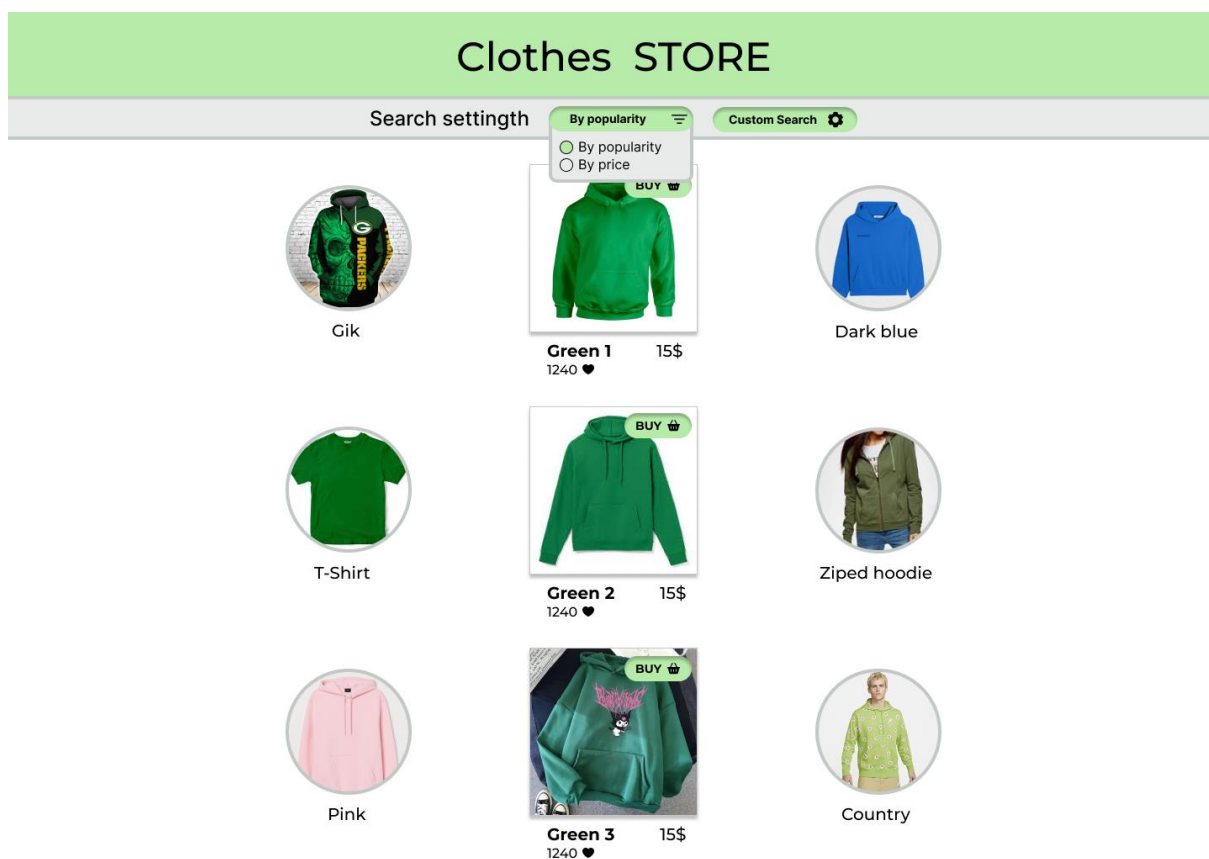 Clothes STORE
Search settingth
By popularity
Custom Search
By popularity
By price
BUY
G
PACKERS
Gik
Green 1 15$
1240
Dark blue
BUY
T-Shirt
Green 2 15$
1240
Ziped hoodie
BUY
Pink
Green 3 15$
1240
Country